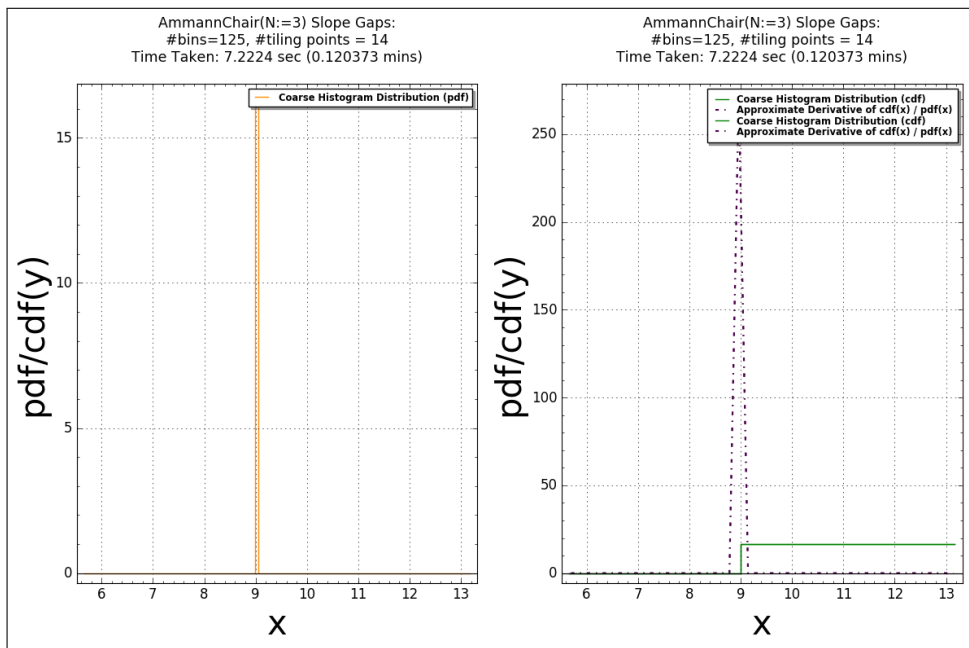 AmmannChair(N:=3) Slope Gaps:
#bins=125, #tiling points = 14
Time Taken: 7.2224 sec (0.120373 mins)
Coarse Histogram Distribution (pdf)
15
10
5
0
pdf/cdf(y)
6 7 8 9 10 11 12 13
x
AmmannChair(N:=3) Slope Gaps:
#bins=125, #tiling points = 14
Time Taken: 7.2224 sec (0.120373 mins)
Coarse Histogram Distribution (cdf)
Approximate Derivative of cdf(x) / pdf(x)
Coarse Histogram Distribution (cdf)
Approximate Derivative of cdf(x) / pdf(x)
250
200
150
100
50
0
pdf/cdf(y)
6 7 8 9 10 11 12 13
x